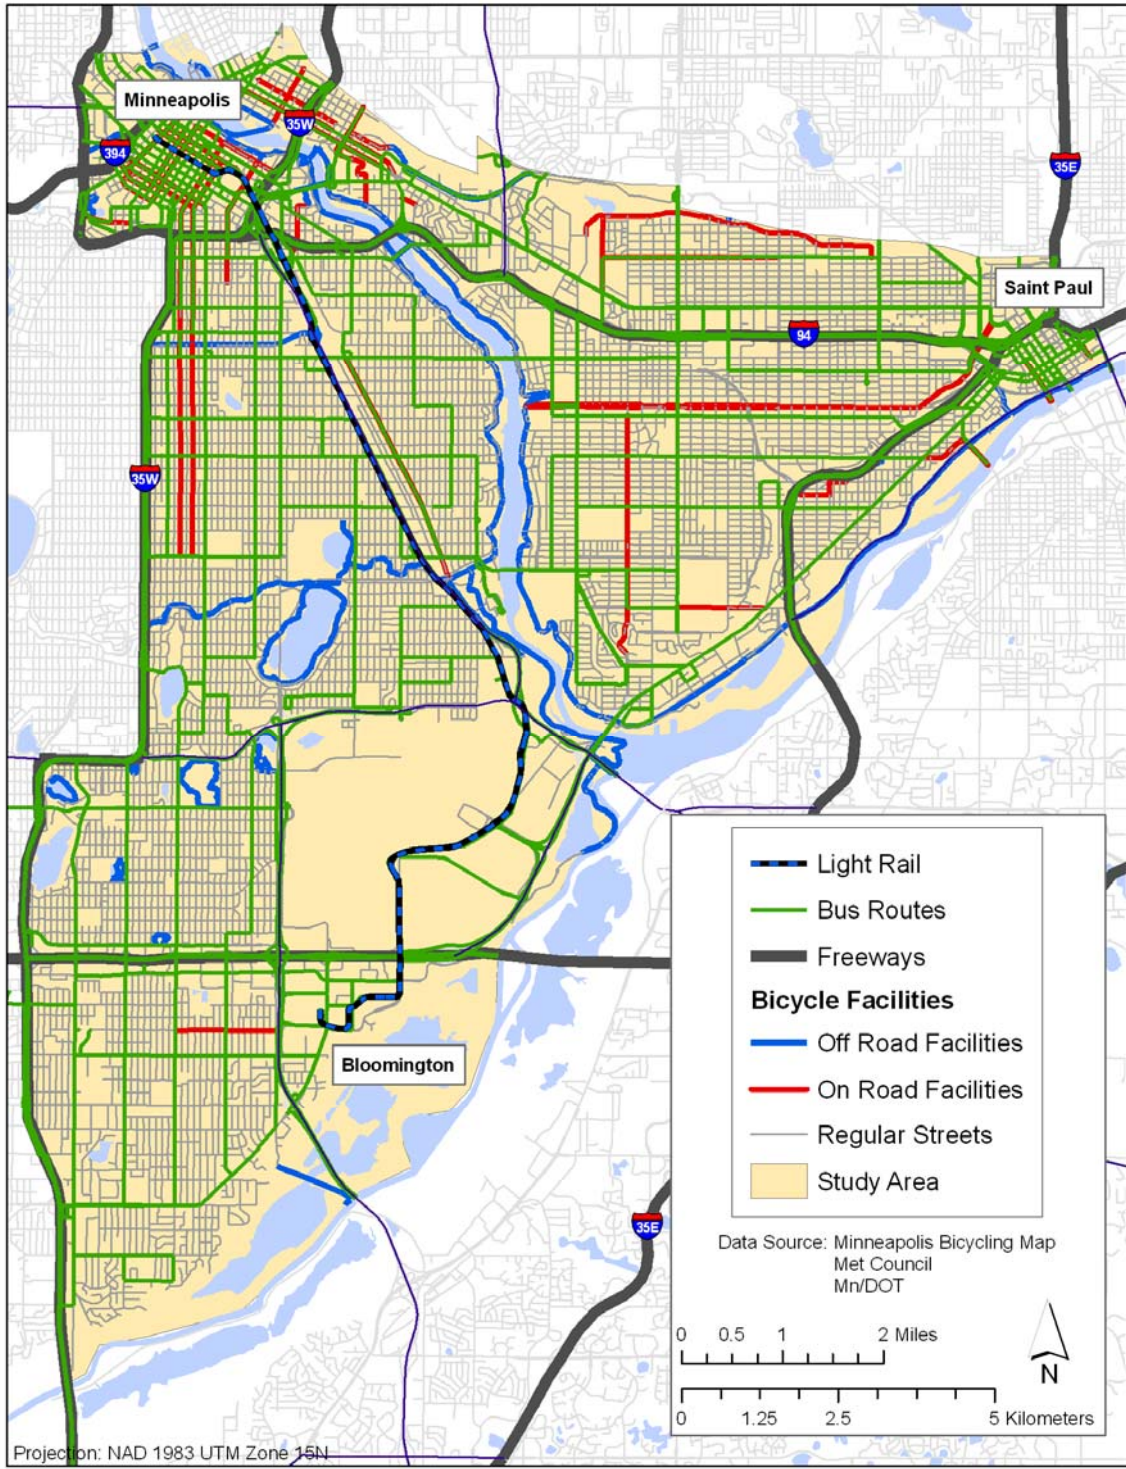 Minneapolis
35W
394
35E
Saint Paul
94
35W
Light Rail
Bus Routes
Freeways
Bicycle Facilities
Off Road Facilities
On Road Facilities
Regular Streets
Study Area
Bloomington
35E
Data Source: Minneapolis Bicycling Map
Met Council
Mn/DOT
0 0.5 1 2 Miles
N
0 1.25 2.5 5 Kilometers
Projection: NAD 1983 UTM Zone 15N